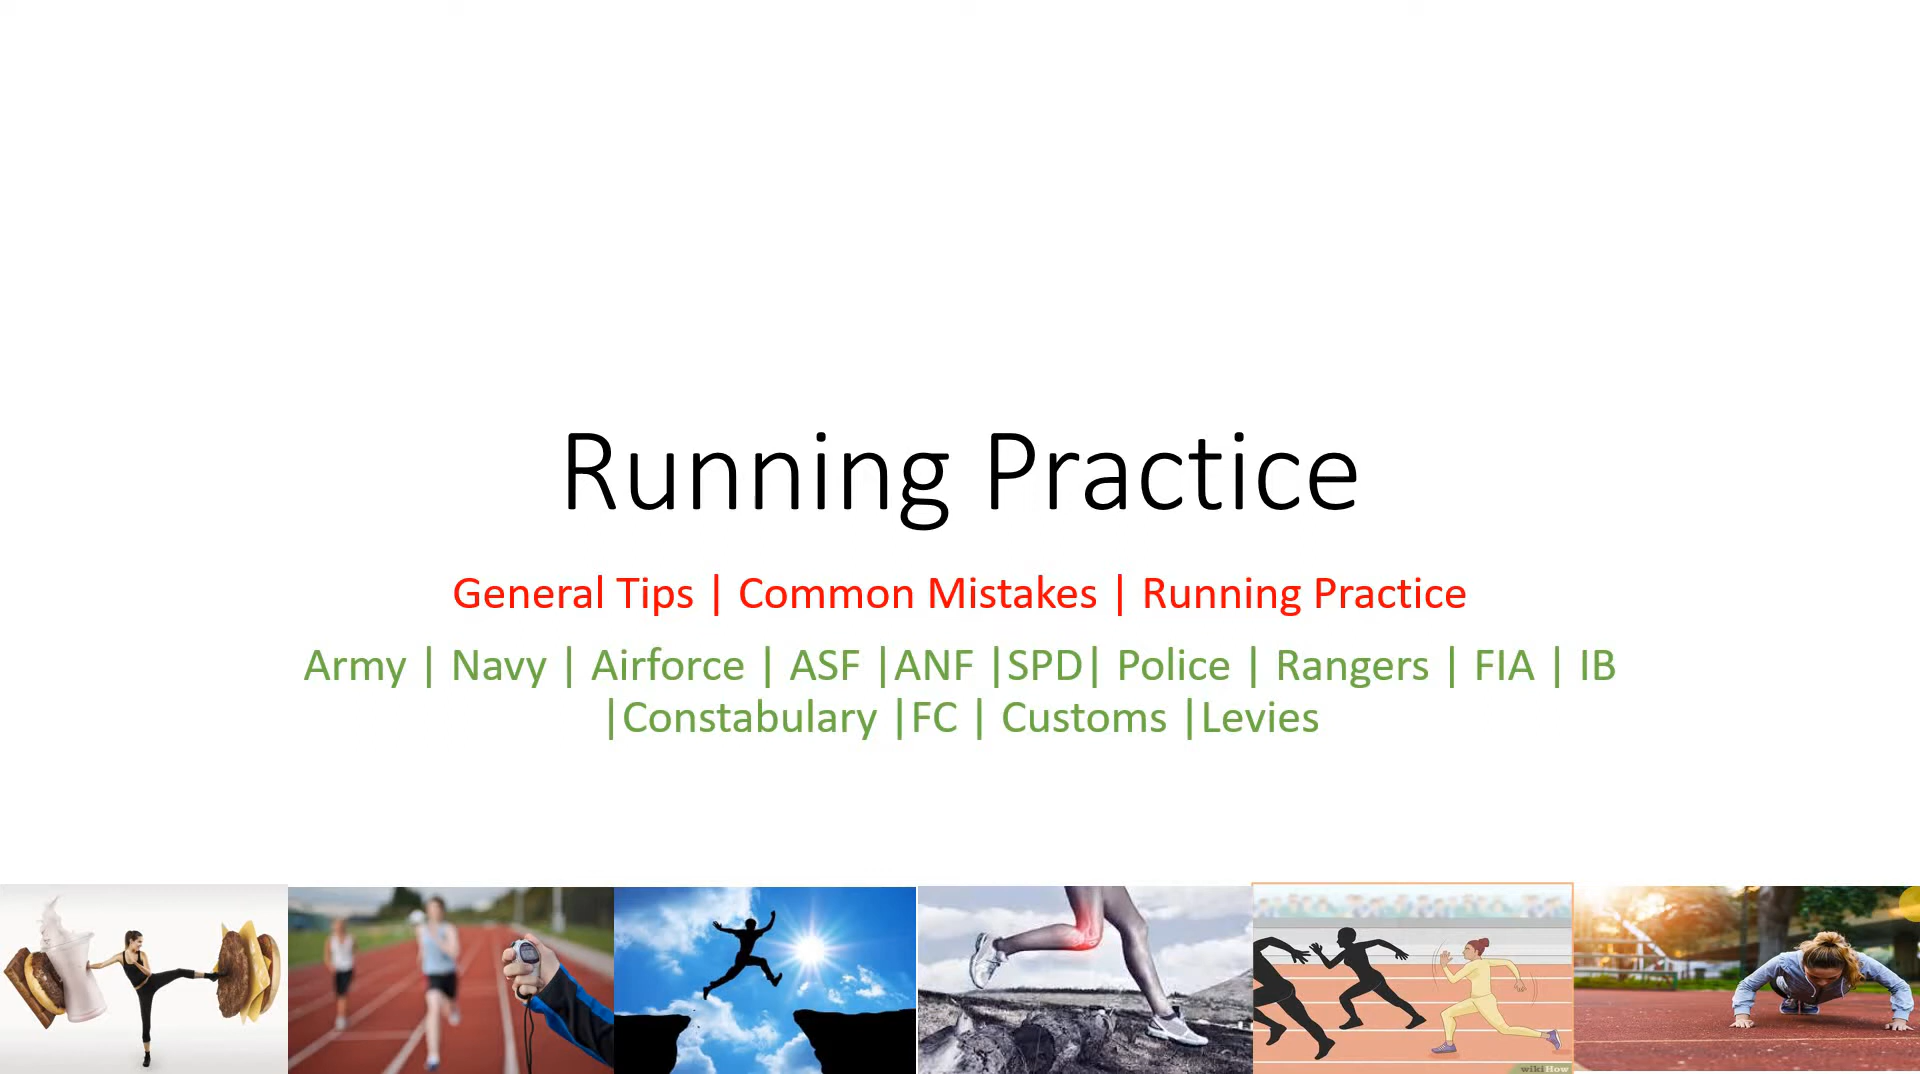 Running Practice
General Tips | Common Mistakes | Running Practice
Army | Navy | Airforce | ASF |ANF |SPD| Police | Rangers | FIA | IB
|Constabulary |FC | Customs |Levies
wikiHow